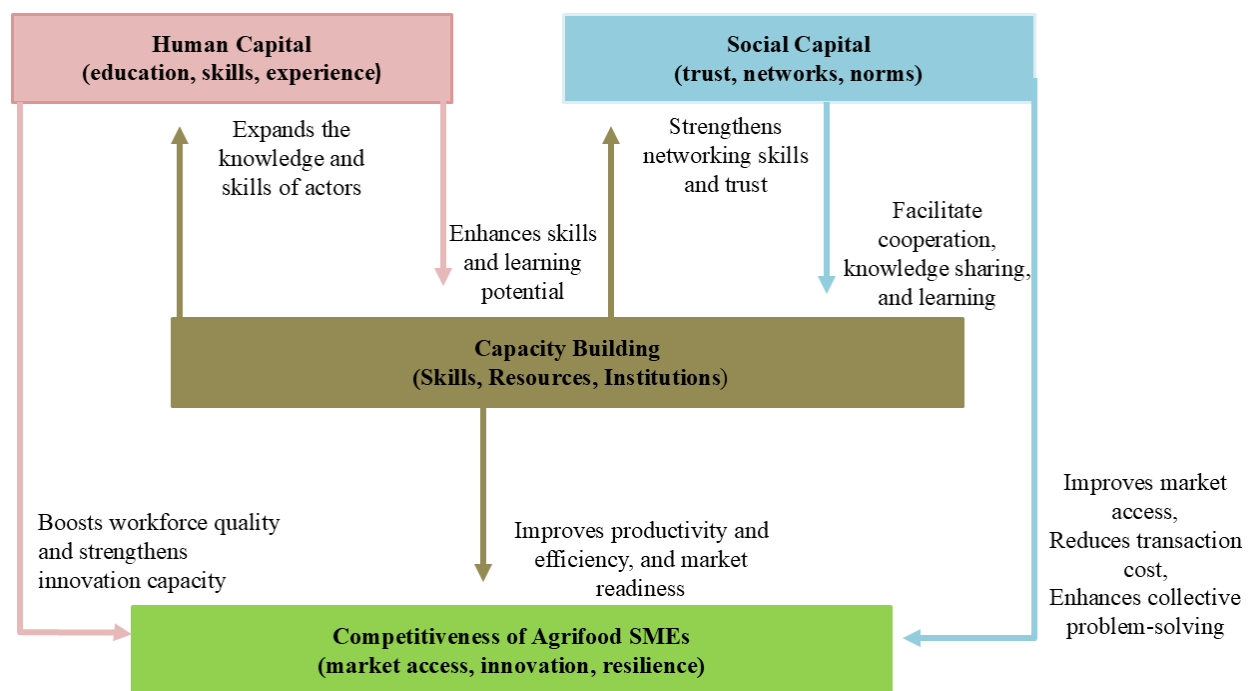 Human Capital
(education, skills, experience)
Social Capital
(trust, networks, norms)
Expands the
knowledge and
skills of actors
Strengthens
networking skills
and trust
Enhances skills
and learning
potential
Facilitate
cooperation,
knowledge sharing,
and learning
Capacity Building
(Skills, Resources, Institutions)
Boosts workforce quality
and strengthens
innovation capacity
Improves productivity and
efficiency, and market
readiness
Improves market
access,
Reduces transaction
cost,
Enhances collective
problem-solving
Competitiveness of Agrifood SMEs
(market access, innovation, resilience)